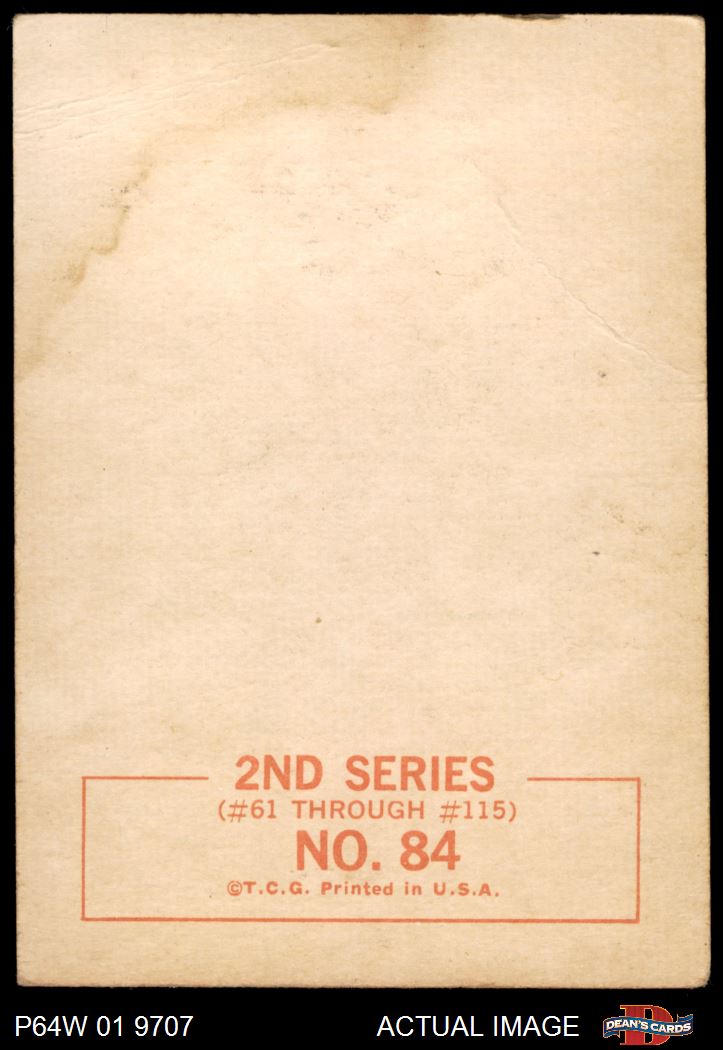 2ND SERIES
(#61 THROUGH #115)
NO. 84
©T.C.G. Printed in U.S.A.
P64W 01 9707
ACTUAL IMAGE
DEAN'S CARDS